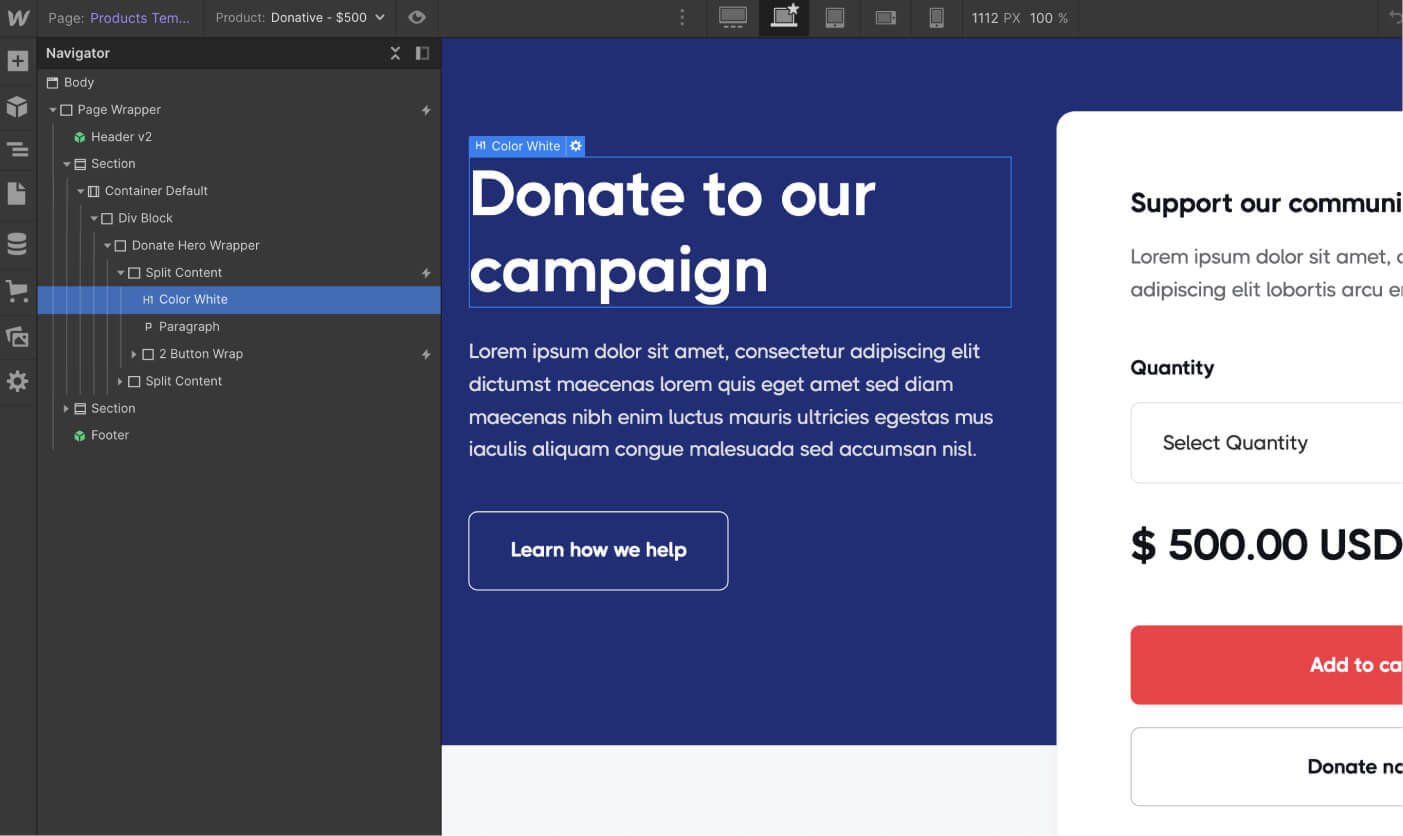 Page: Products Tem...
Product: Donative - $500
1112 PX 100 %
Navigator
Body
Page Wrapper
Header v2
Section
Container Default
Div Block
Donate Hero Wrapper
Split Content
H1 Color White
P Paragraph
2 Button Wrap
Split Content
Section
Footer
H1 Color White
Donate to our
campaign
Lorem ipsum dolor sit amet, consectetur adipiscing elit
dictumst maecenas lorem quis eget amet sed diam
maecenas nibh enim luctus mauris ultricies egestas mus
iaculis aliquam congue malesuada sed accumsan nisl.
Learn how we help
Support our communi
Lorem ipsum dolor sit amet, c
adipiscing elit lobortis arcu e
Quantity
Select Quantity
$ 500.00 USD
Add to ca
Donate no